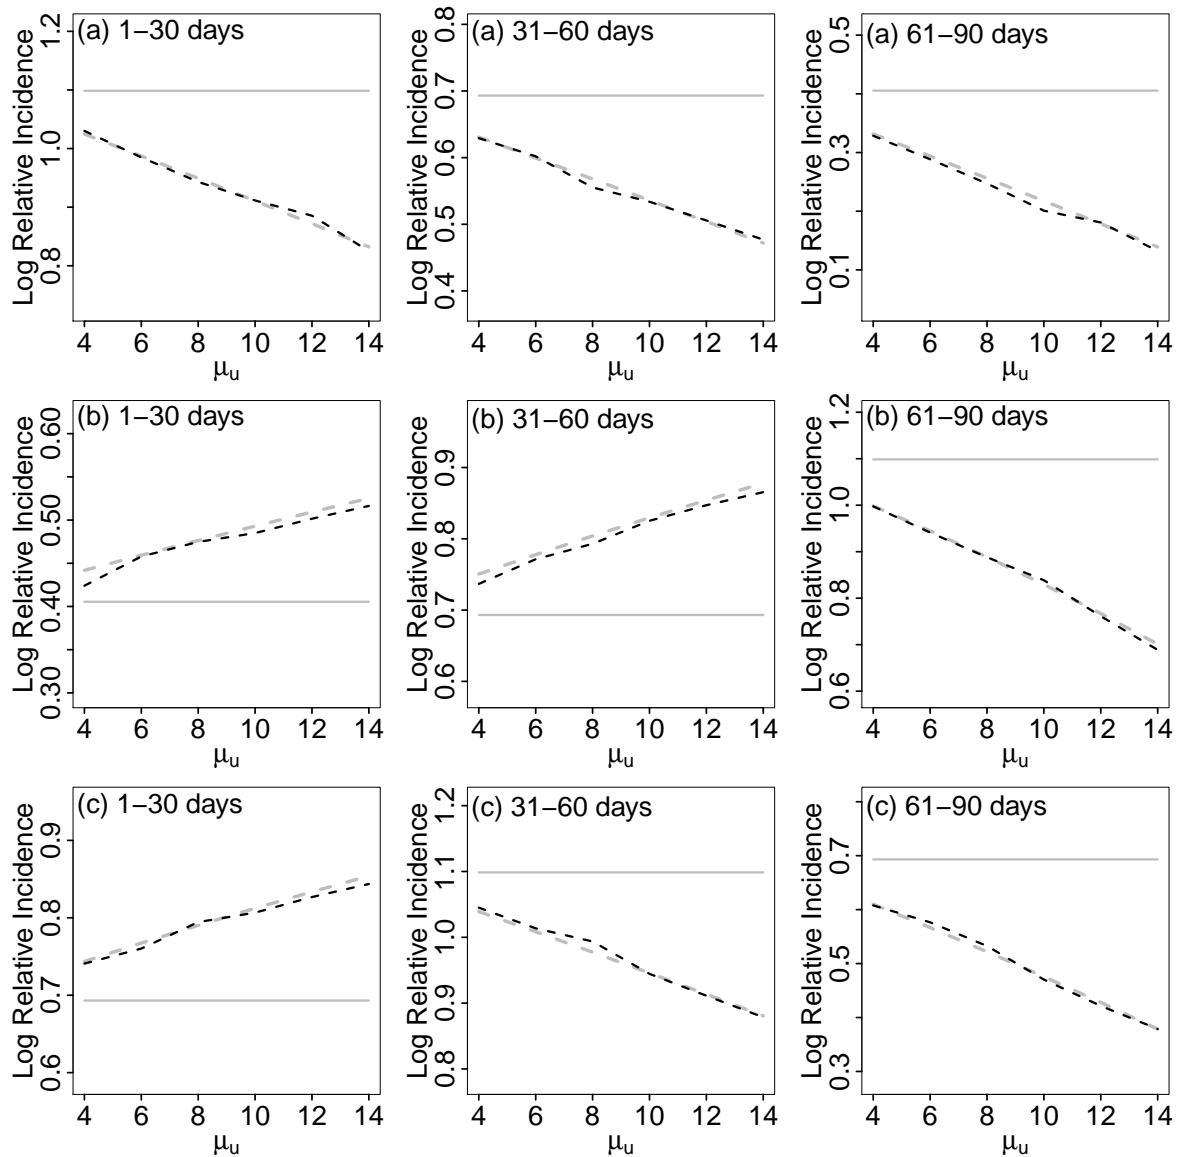 (a) 1−30 days
Log Relative Incidence
0.8 1.0 1.2
4 6 8 10 12 14
μu
(a) 31−60 days
Log Relative Incidence
0.4 0.5 0.6 0.7 0.8
4 6 8 10 12 14
μu
(a) 61−90 days
Log Relative Incidence
0.1 0.3 0.5
4 6 8 10 12 14
μu
(b) 1−30 days
Log Relative Incidence
0.30 0.40 0.50 0.60
4 6 8 10 12 14
μu
(b) 31−60 days
Log Relative Incidence
0.6 0.7 0.8 0.9
4 6 8 10 12 14
μu
(b) 61−90 days
Log Relative Incidence
0.6 0.8 1.0 1.2
4 6 8 10 12 14
μu
(c) 1−30 days
Log Relative Incidence
0.6 0.7 0.8 0.9
4 6 8 10 12 14
μu
(c) 31−60 days
Log Relative Incidence
0.8 0.9 1.0 1.1 1.2
4 6 8 10 12 14
μu
(c) 61−90 days
Log Relative Incidence
0.3 0.5 0.7
4 6 8 10 12 14
μu